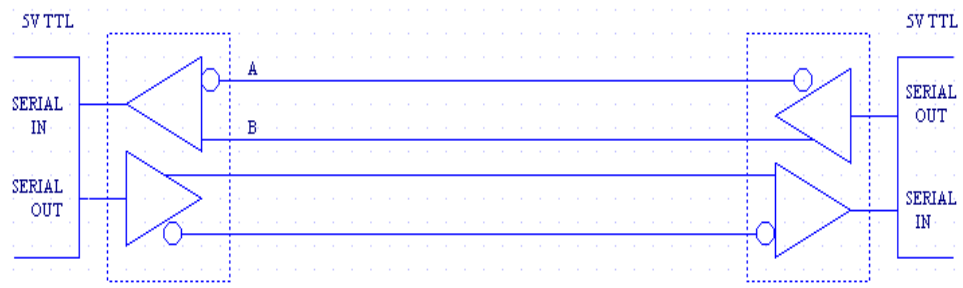 5V TTL
5V TTL
A
SERIAL
IN
SERIAL
OUT
B
SERIAL
OUT
SERIAL
IN